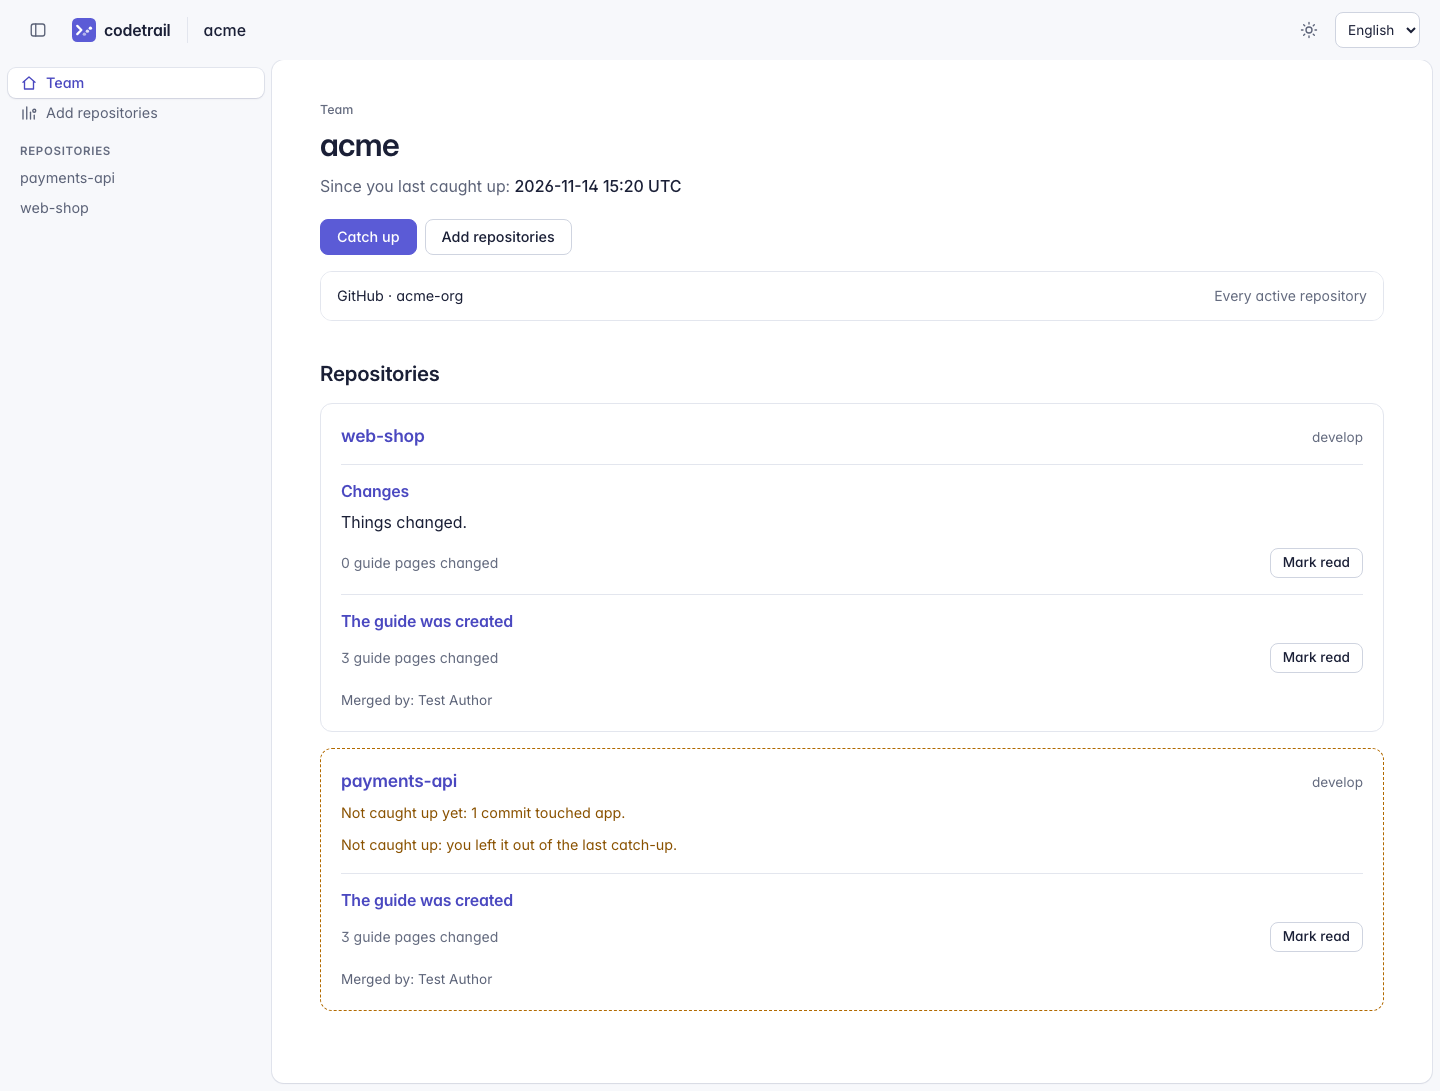 codetrail
acme
English
Team
Add repositories
REPOSITORIES
payments-api
web-shop
Team
acme
Since you last caught up: 2026-11-14 15:20 UTC
Catch up
Add repositories
GitHub · acme-org
Every active repository
Repositories
web-shop
develop
Changes
Things changed.
0 guide pages changed
Mark read
The guide was created
3 guide pages changed
Mark read
Merged by: Test Author
payments-api
develop
Not caught up yet: 1 commit touched app.
Not caught up: you left it out of the last catch-up.
The guide was created
3 guide pages changed
Mark read
Merged by: Test Author